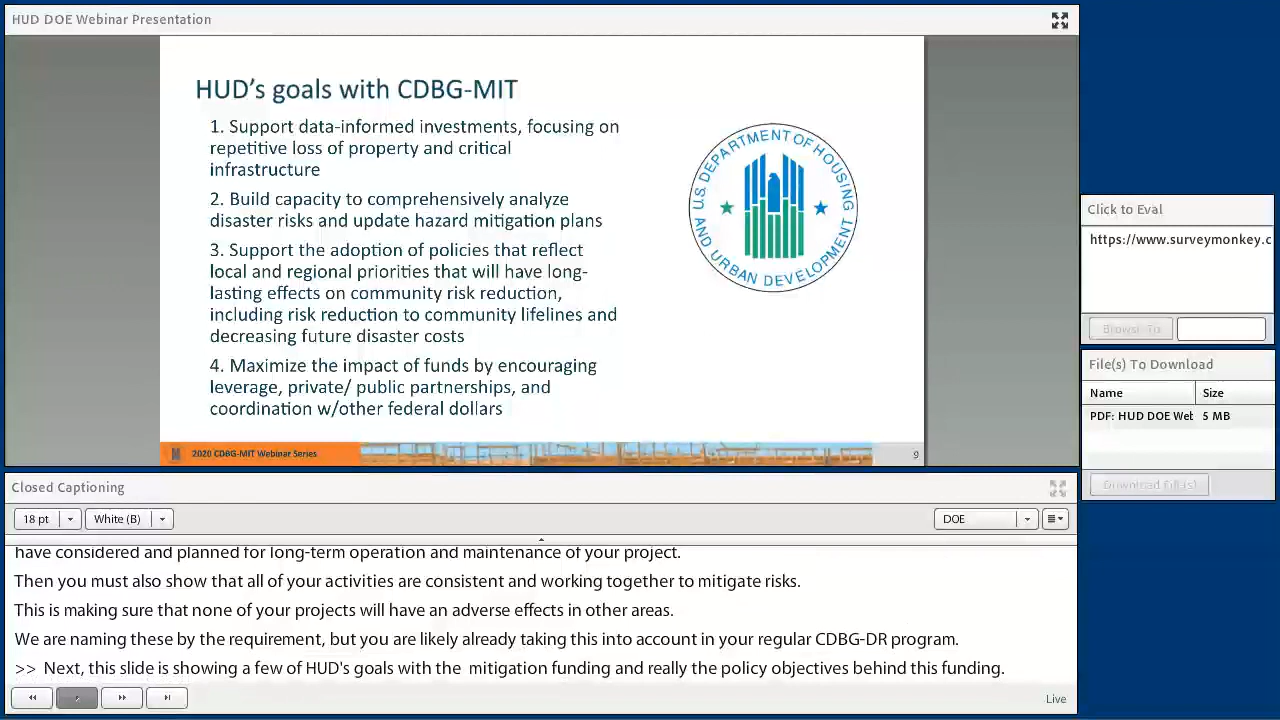 HUD DOE Webinar Presentation
HUD's goals with CDBG-MIT
1. Support data-informed investments, focusing on
repetitive loss of property and critical
infrastructure
2. Build capacity to comprehensively analyze
disaster risks and update hazard mitigation plans
3. Support the adoption of policies that reflect
local and regional priorities that will have long-
lasting effects on community risk reduction,
including risk reduction to community lifelines and
decreasing future disaster costs
4. Maximize the impact of funds by encouraging
leverage, private/ public partnerships, and
coordination w/other federal dollars
U.S. DEPARTMENT OF HOUSING
AND URBAN DEVELOPMENT
2020 CDBG-MIT Webinar Series
9
Click to Eval
https://www.surveymonkey.c
Browse To
File(s) To Download
Name Size
PDF: HUD DOE Wet 5 MB
Download File(s)
Closed Captioning
18 pt White (B) DOE
have considered and planned for long-term operation and maintenance of your project.
Then you must also show that all of your activities are consistent and working together to mitigate risks.
This is making sure that none of your projects will have an adverse effects in other areas.
We are naming these by the requirement, but you are likely already taking this into account in your regular CDBG-DR program.
>> Next, this slide is showing a few of HUD's goals with the mitigation funding and really the policy objectives behind this funding.
Live